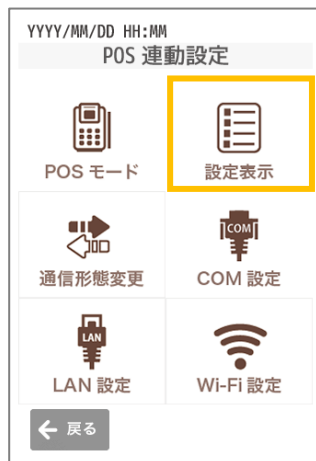 YYYY/MM/DD HH:MM
POS 連動設定
POS モード
設定表示
通信形態変更
COM
COM 設定
LAN
LAN 設定
Wi-Fi 設定
戻る